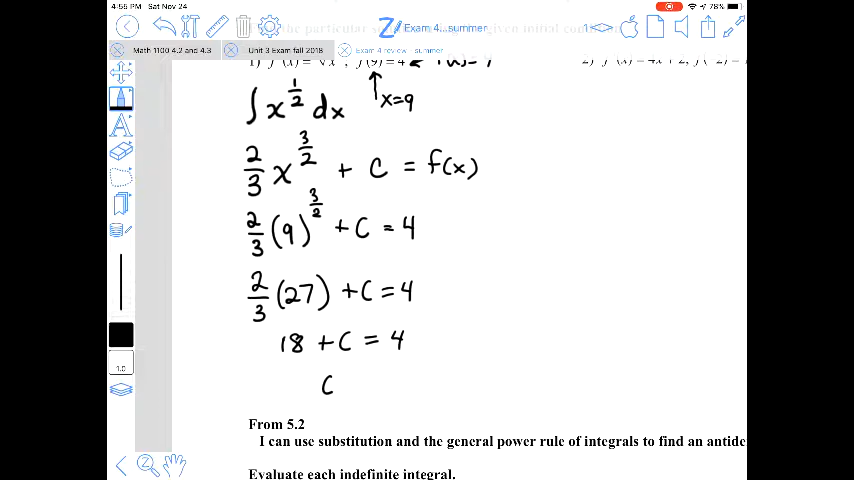 4:55 PM Sat Nov 24
78%
Exam 4...summer
Math 1100 4.2 and 4.3
Unit 3 Exam fall 2018
Exam 4 review - summer
∫ x^(1/2) dx
x=9
2/3 x^(3/2) + C = f(x)
2/3 (9)^(3/2) + C = 4
2/3 (27) + C = 4
18 + C = 4
C
From 5.2
I can use substitution and the general power rule of integrals to find an antide
Evaluate each indefinite integral.
1.0